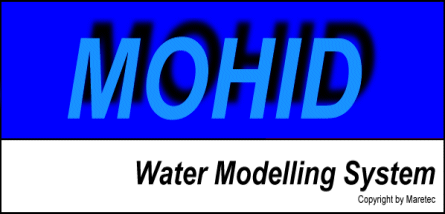 MOHID
Water Modelling System
Copyright by Maretec